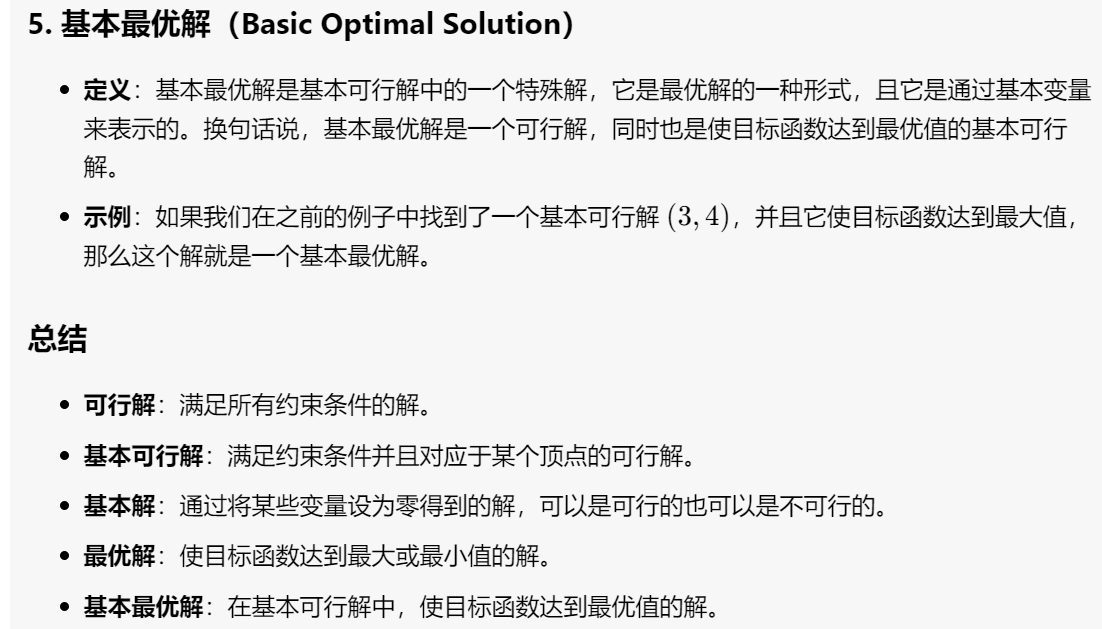 5. 基本最优解（Basic Optimal Solution）
• 定义：基本最优解是基本可行解中的一个特殊解，它是最优解的一种形式，且它是通过基本变量
来表示的。换句话说，基本最优解是一个可行解，同时也是使目标函数达到最优值的基本可行
解。
• 示例：如果我们在之前的例子中找到了一个基本可行解 (3, 4)，并且它使目标函数达到最大值，
那么这个解就是一个基本最优解。
总结
• 可行解：满足所有约束条件的解。
• 基本可行解：满足约束条件并且对应于某个顶点的可行解。
• 基本解：通过将某些变量设为零得到的解，可以是可行的也可以是不可行的。
• 最优解：使目标函数达到最大或最小值的解。
• 基本最优解：在基本可行解中，使目标函数达到最优值的解。